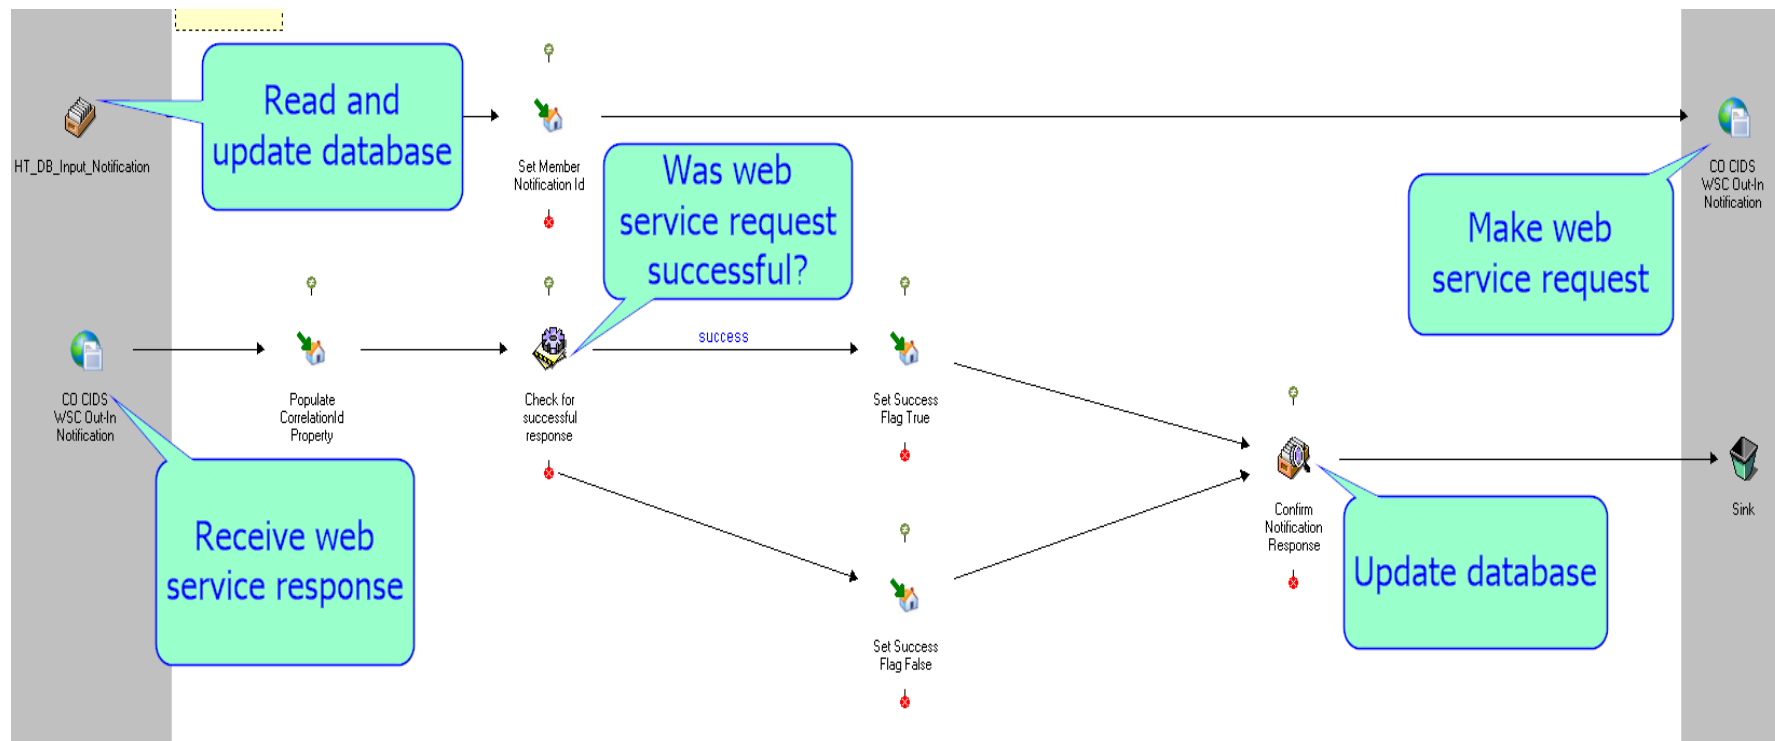 Read and
update database
HT_DB_Input_Notification
Set Member
Notification Id
Was web
service request
successful?
CO CIDS
WSC Out-In
Notification
Make web
service request
success
CO CIDS
WSC Out-In
Notification
Populate
CorrelationId
Property
Check for
successful
response
Set Success
Flag True
Receive web
service response
Confirm
Notification
Response
Sink
Update database
Set Success
Flag False